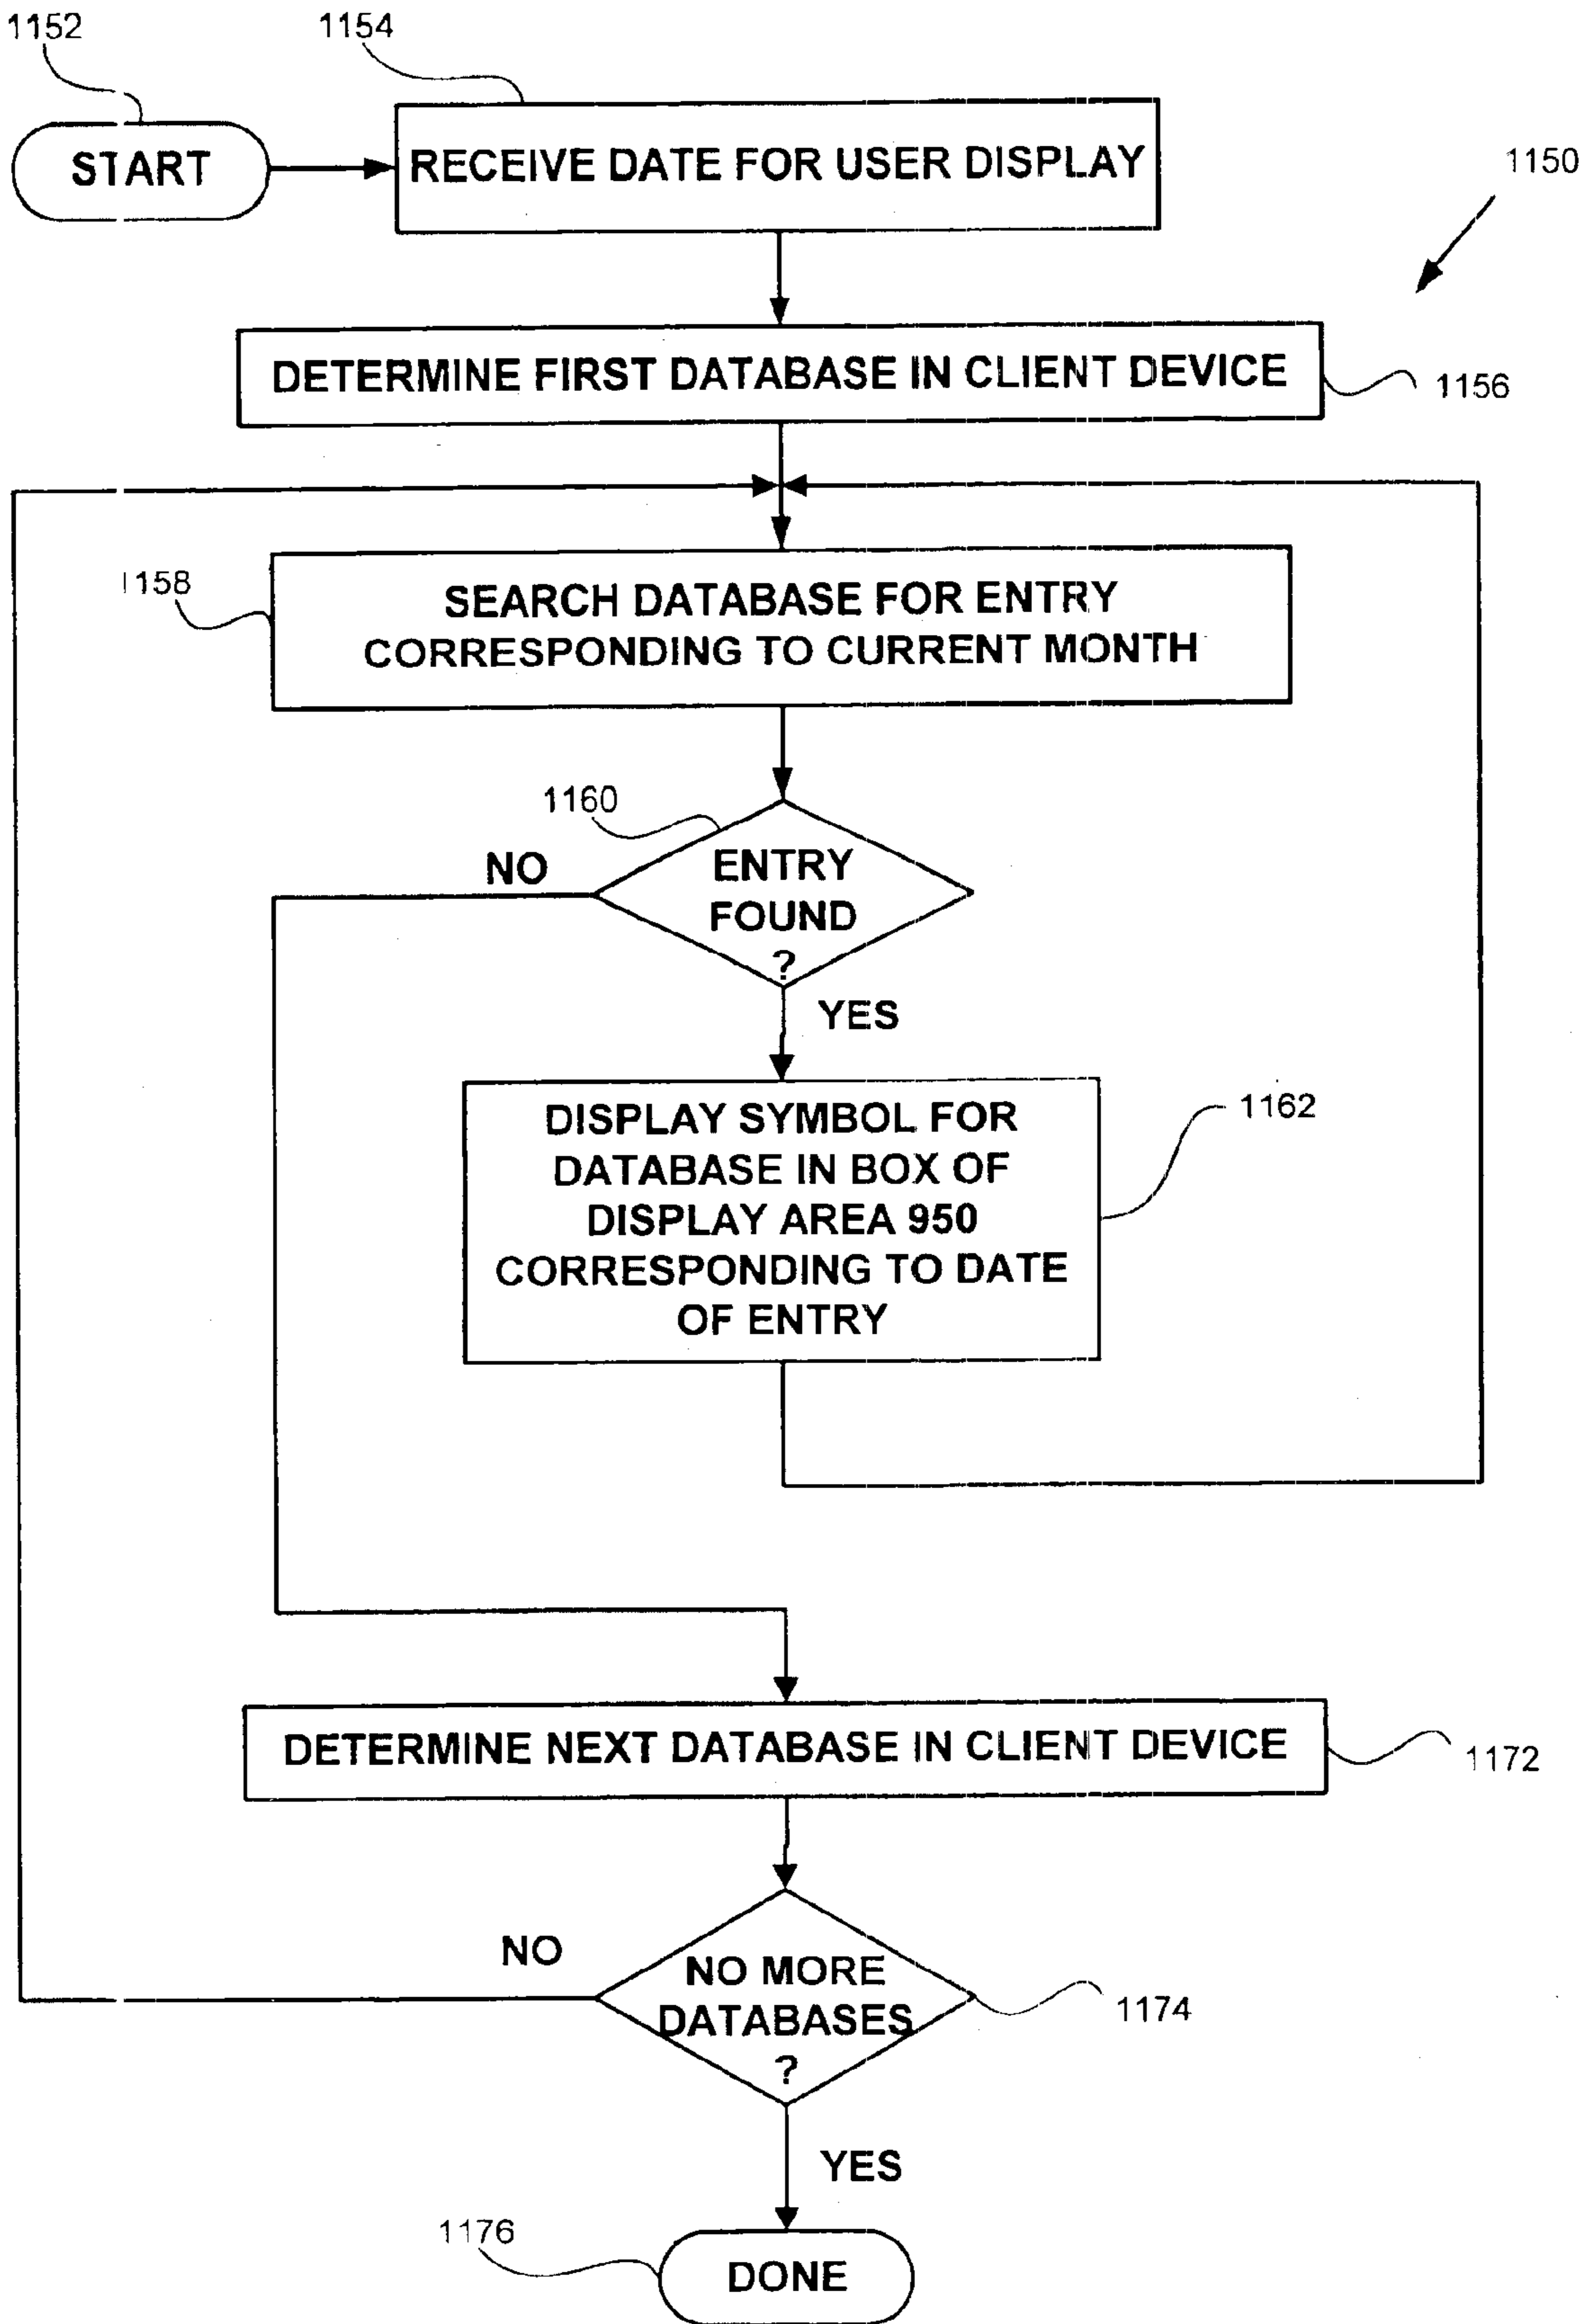 1152
1154
START
RECEIVE DATE FOR USER DISPLAY
1150
DETERMINE FIRST DATABASE IN CLIENT DEVICE
1156
1158
SEARCH DATABASE FOR ENTRY
CORRESPONDING TO CURRENT MONTH
1160
NO
ENTRY
FOUND
?
YES
DISPLAY SYMBOL FOR
DATABASE IN BOX OF
DISPLAY AREA 950
CORRESPONDING TO DATE
OF ENTRY
1162
DETERMINE NEXT DATABASE IN CLIENT DEVICE
1172
NO
NO MORE
DATABASES
?
1174
YES
1176
DONE